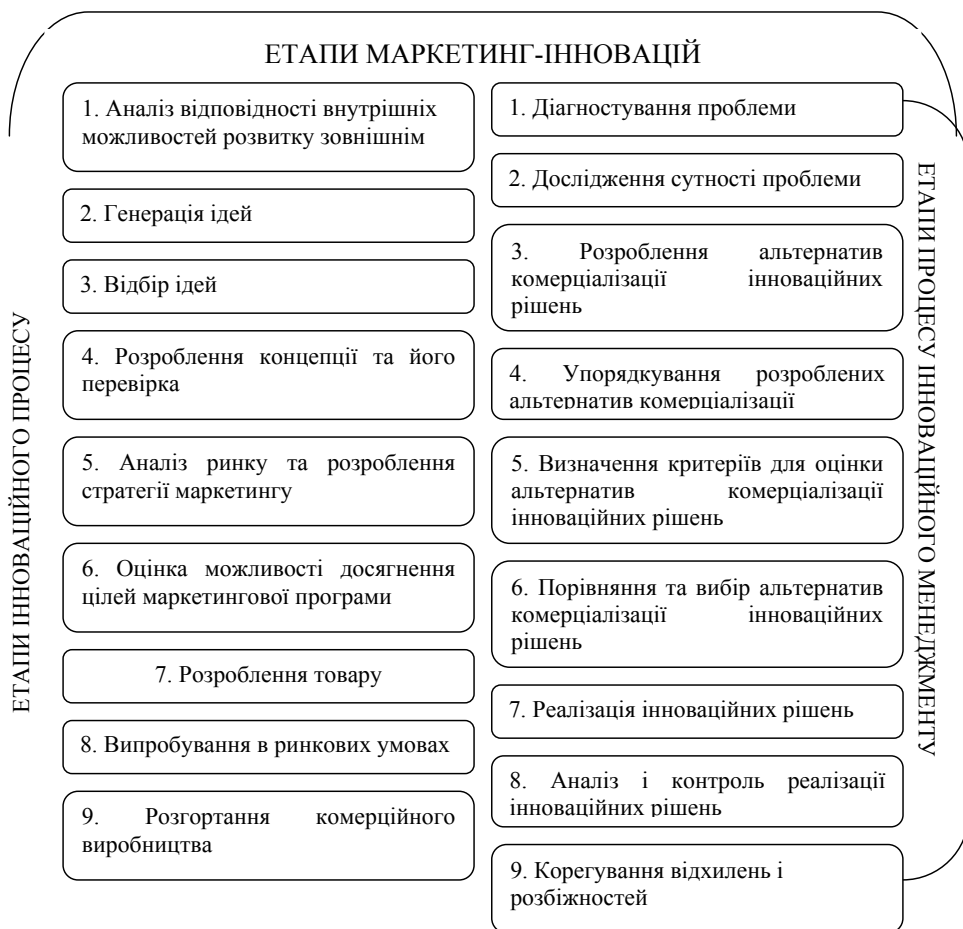 ЕТАПИ МАРКЕТИНГ-ІННОВАЦІЙ
ЕТАПИ ІННОВАЦІЙНОГО ПРОЦЕСУ
1. Аналіз відповідності внутрішніх
можливостей розвитку зовнішнім
2. Генерація ідей
3. Відбір ідей
4. Розроблення концепції та його
перевірка
5. Аналіз ринку та розроблення
стратегії маркетингу
6. Оцінка можливості досягнення
цілей маркетингової програми
7. Розроблення товару
8. Випробування в ринкових умовах
9. Розгортання комерційного
виробництва
1. Діагностування проблеми
2. Дослідження сутності проблеми
3. Розроблення альтернатив
комерціалізації інноваційних
рішень
4. Упорядкування розроблених
альтернатив комерціалізації
5. Визначення критеріїв для оцінки
альтернатив комерціалізації
інноваційних рішень
6. Порівняння та вибір альтернатив
комерціалізації інноваційних
рішень
7. Реалізація інноваційних рішень
8. Аналіз і контроль реалізації
інноваційних рішень
9. Корегування відхилень і
розбіжностей
ЕТАПИ ПРОЦЕСУ ІННОВАЦІЙНОГО МЕНЕДЖМЕНТУ